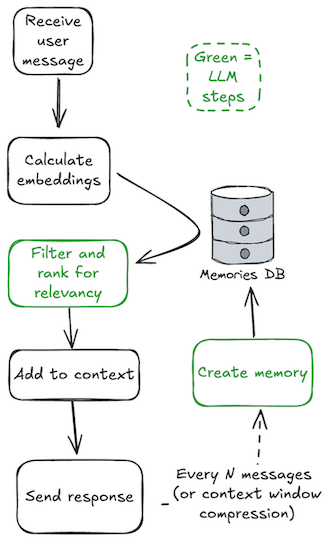 Receive
user
message
Green =
LLM
steps
Calculate
embeddings
Filter and
rank for
relevancy
Memories DB
Add to context
Create memory
Send response
Every N messages
(or context window
compression)